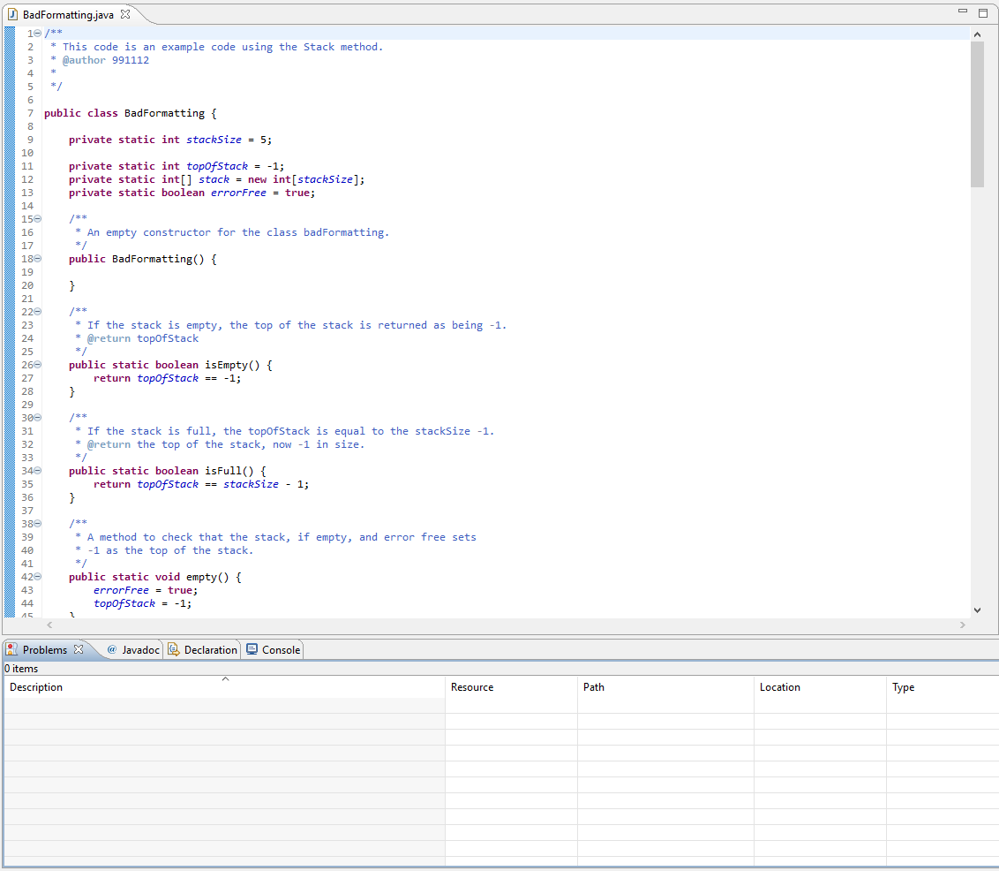 BadFormatting.java
1 /**
2  * This code is an example code using the Stack method.
3  * @author 991112
4  *
5  */
6
7 public class BadFormatting {
8
9     private static int stackSize = 5;
10
11     private static int topOfStack = -1;
12     private static int[] stack = new int[stackSize];
13     private static boolean errorFree = true;
14
15     /**
16      * An empty constructor for the class badFormatting.
17      */
18     public BadFormatting() {
19
20     }
21
22     /**
23      * If the stack is empty, the top of the stack is returned as being -1.
24      * @return topOfStack
25      */
26     public static boolean isEmpty() {
27         return topOfStack == -1;
28     }
29
30     /**
31      * If the stack is full, the topOfStack is equal to the stackSize -1.
32      * @return the top of the stack, now -1 in size.
33      */
34     public static boolean isFull() {
35         return topOfStack == stackSize - 1;
36     }
37
38     /**
39      * A method to check that the stack, if empty, and error free sets
40      * -1 as the top of the stack.
41      */
42     public static void empty() {
43         errorFree = true;
44         topOfStack = -1;
45     }
Problems @ Javadoc Declaration Console
0 items
Description Resource Path Location Type